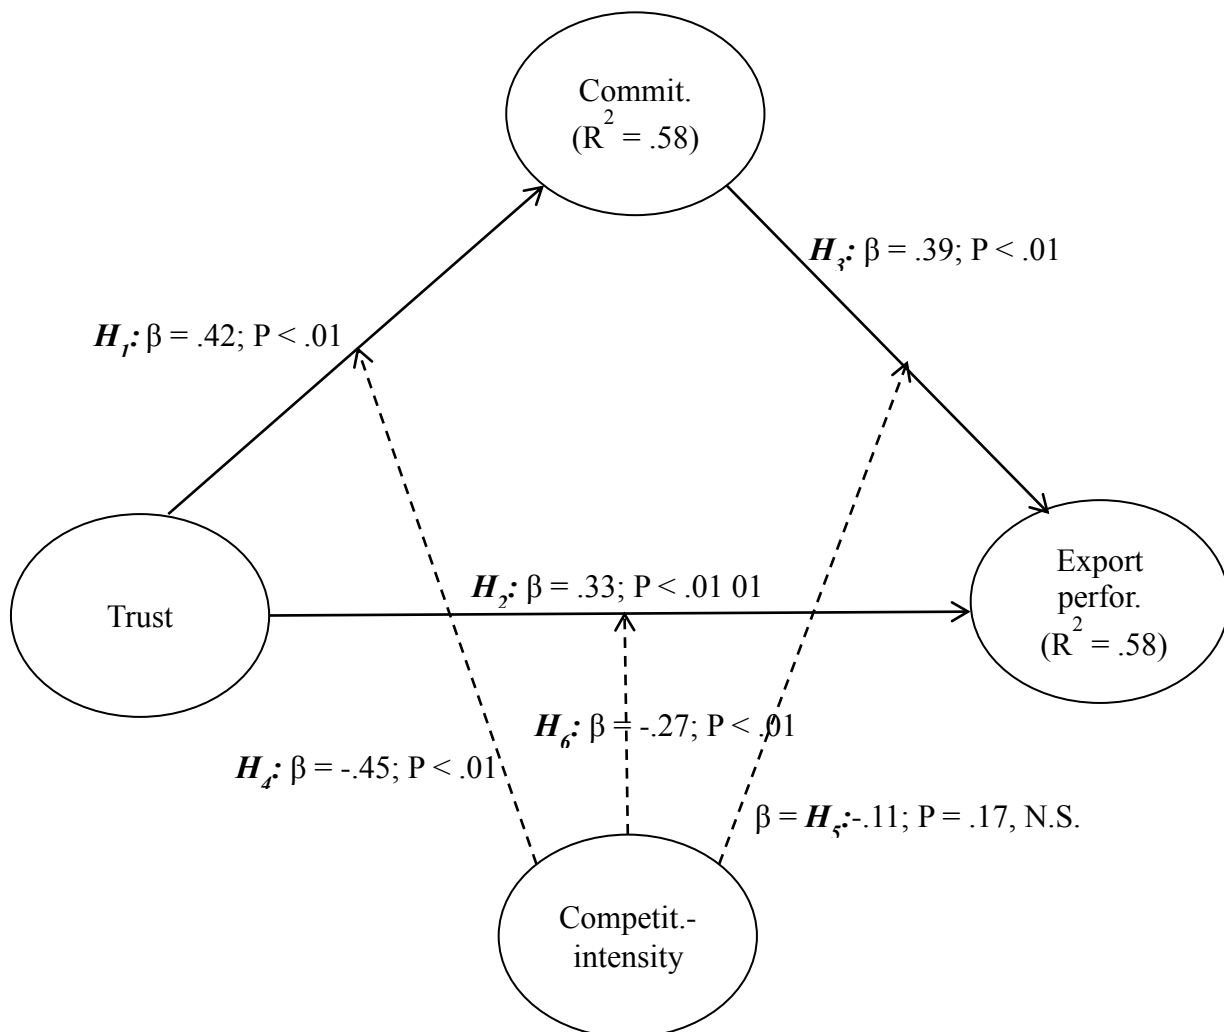 Commit.
(R² = .58)
H₃: β = .39; P < .01
H₁: β = .42; P < .01
Export
perfor.
(R² = .58)
H₂: β = .33; P < .01 01
Trust
H₆: β = -.27; P < .01
H₄: β = -.45; P < .01
β = H₅:-.11; P = .17, N.S.
Competit.-
intensity